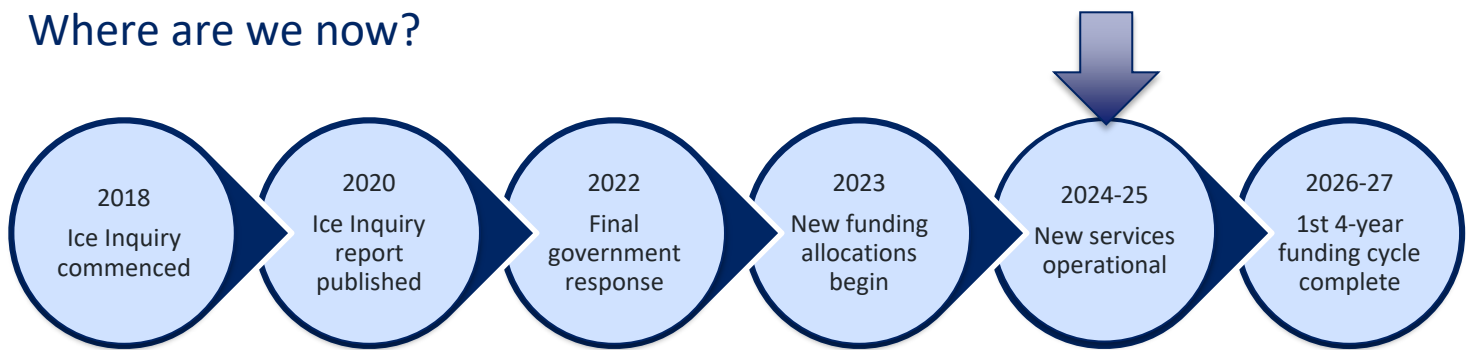 Where are we now?
2018
Ice Inquiry
commenced
2020
Ice Inquiry
report
published
2022
Final
government
response
2023
New funding
allocations
begin
2024-25
New services
operational
2026-27
1st 4-year
funding cycle
complete